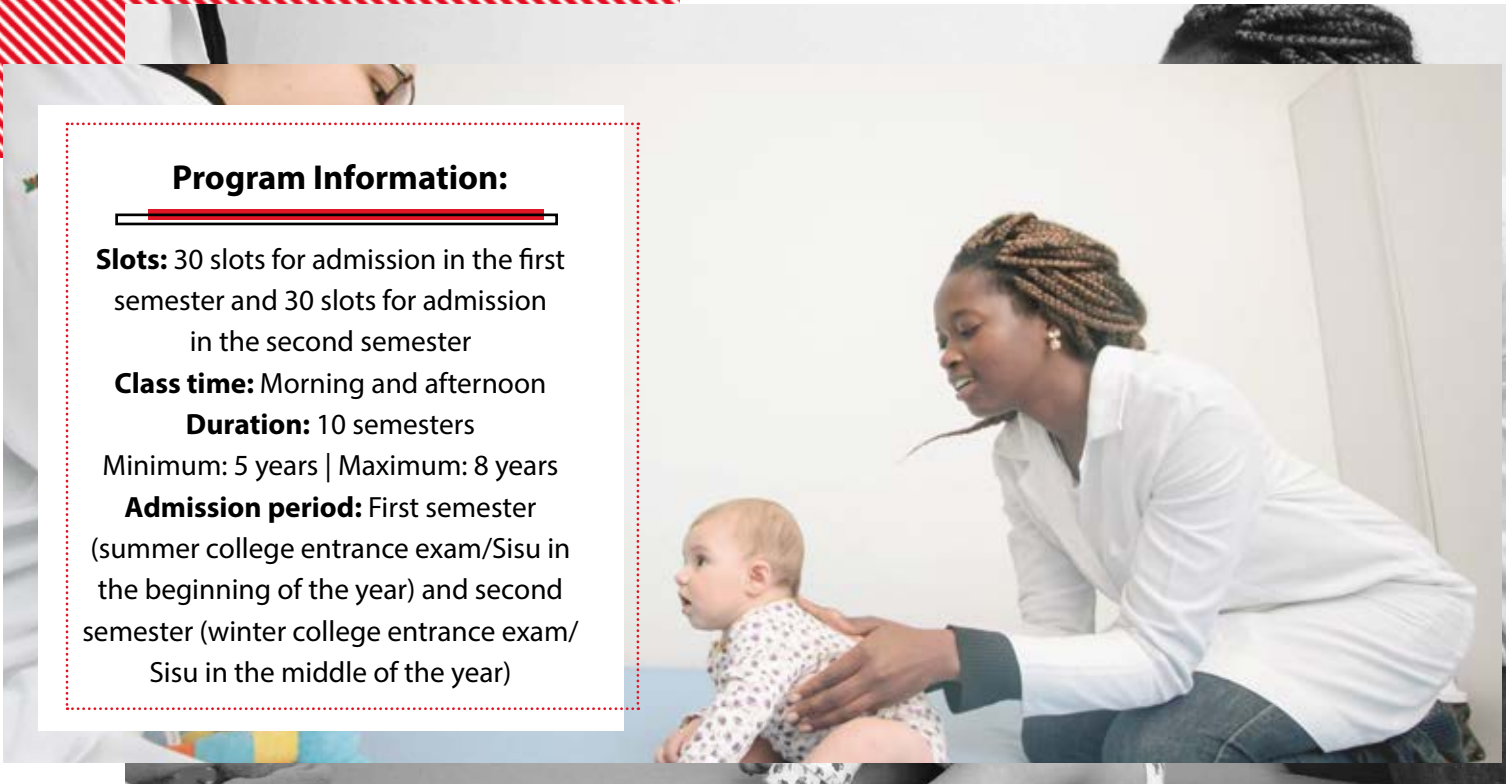 Program Information:
Slots: 30 slots for admission in the first
semester and 30 slots for admission
in the second semester
Class time: Morning and afternoon
Duration: 10 semesters
Minimum: 5 years | Maximum: 8 years
Admission period: First semester
(summer college entrance exam/Sisu in
the beginning of the year) and second
semester (winter college entrance exam/
Sisu in the middle of the year)